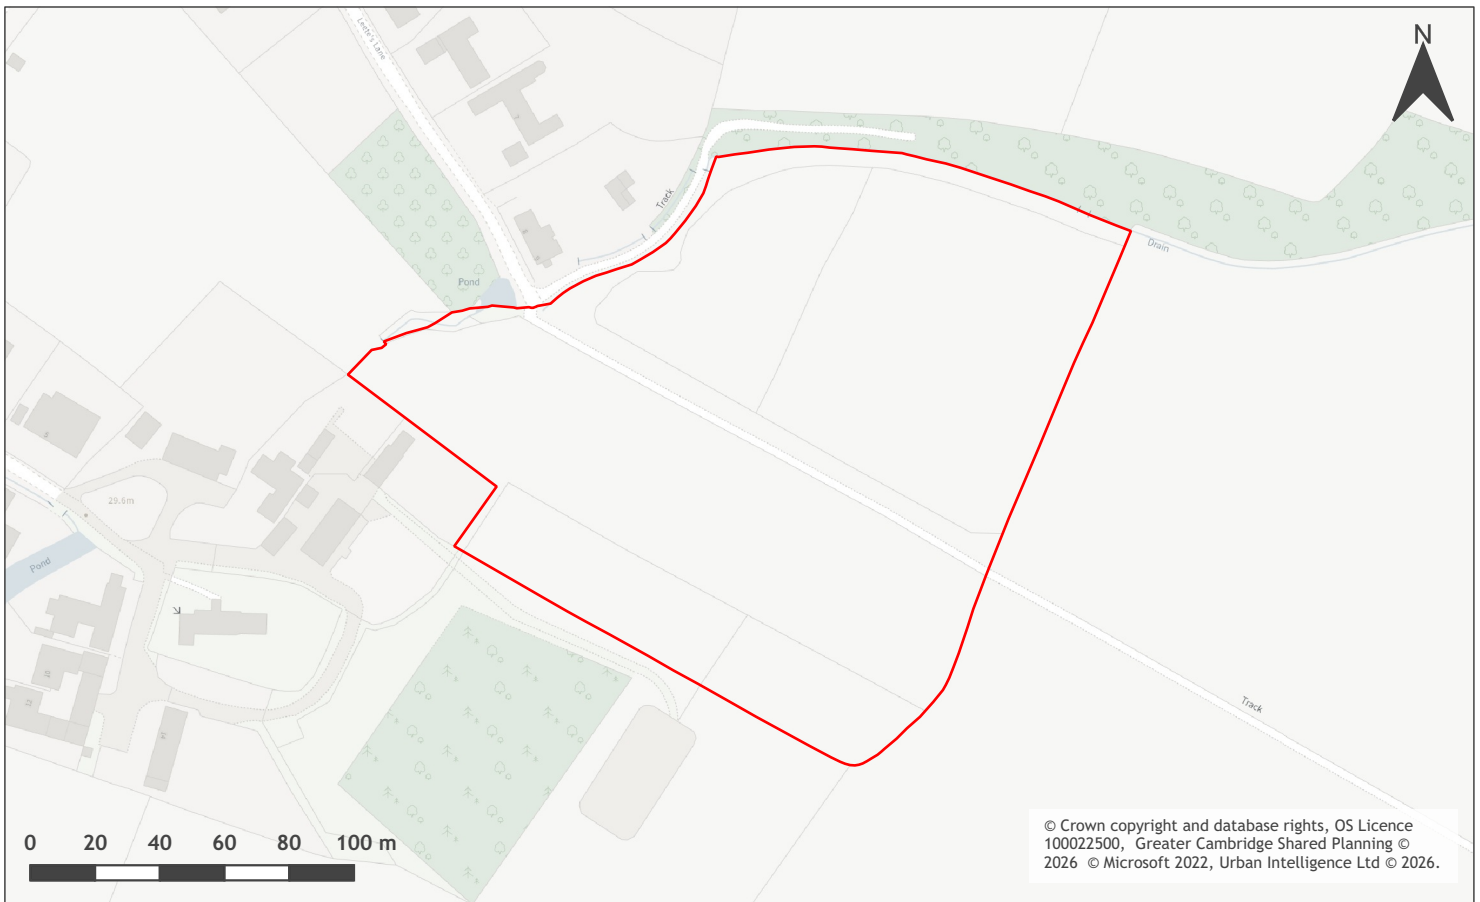 Leete's Lane
N
Track
Pond
Drain
29.6m
Pond
Track
0 20 40 60 80 100 m
© Crown copyright and database rights, OS Licence
100022500, Greater Cambridge Shared Planning ©
2026 © Microsoft 2022, Urban Intelligence Ltd © 2026.